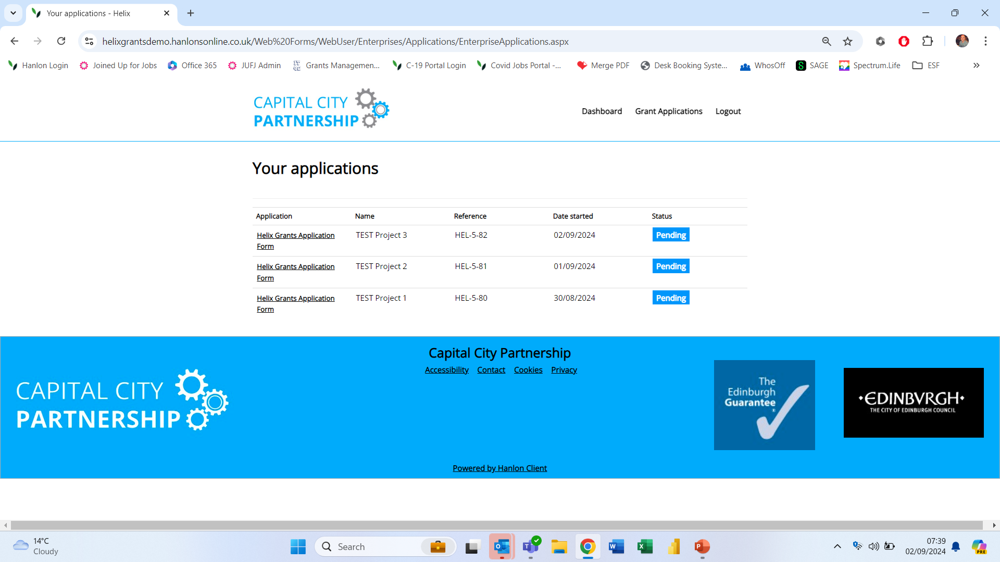 Your applications - Helix
helixgrantsdemo.hanlonsonline.co.uk/Web%20Forms/WebUser/Enterprises/Applications/EnterpriseApplications.aspx
Hanlon Login Joined Up for Jobs Office 365 JUFJ Admin Grants Managemen... C-19 Portal Login Covid Jobs Portal -... Merge PDF Desk Booking Syste... WhosOff SAGE Spectrum.Life ESF
CAPITAL CITY
PARTNERSHIP
Dashboard Grant Applications Logout
Your applications
Application Name Reference Date started Status
Helix Grants Application Form TEST Project 3 HEL-5-82 02/09/2024 Pending
Helix Grants Application Form TEST Project 2 HEL-5-81 01/09/2024 Pending
Helix Grants Application Form TEST Project 1 HEL-5-80 30/08/2024 Pending
Capital City Partnership
Accessibility Contact Cookies Privacy
CAPITAL CITY
PARTNERSHIP
The
Edinburgh
Guarantee
EDINBVRGH
THE CITY OF EDINBURGH COUNCIL
Powered by Hanlon Client
14°C
Cloudy
Search
07:39
02/09/2024
PRE